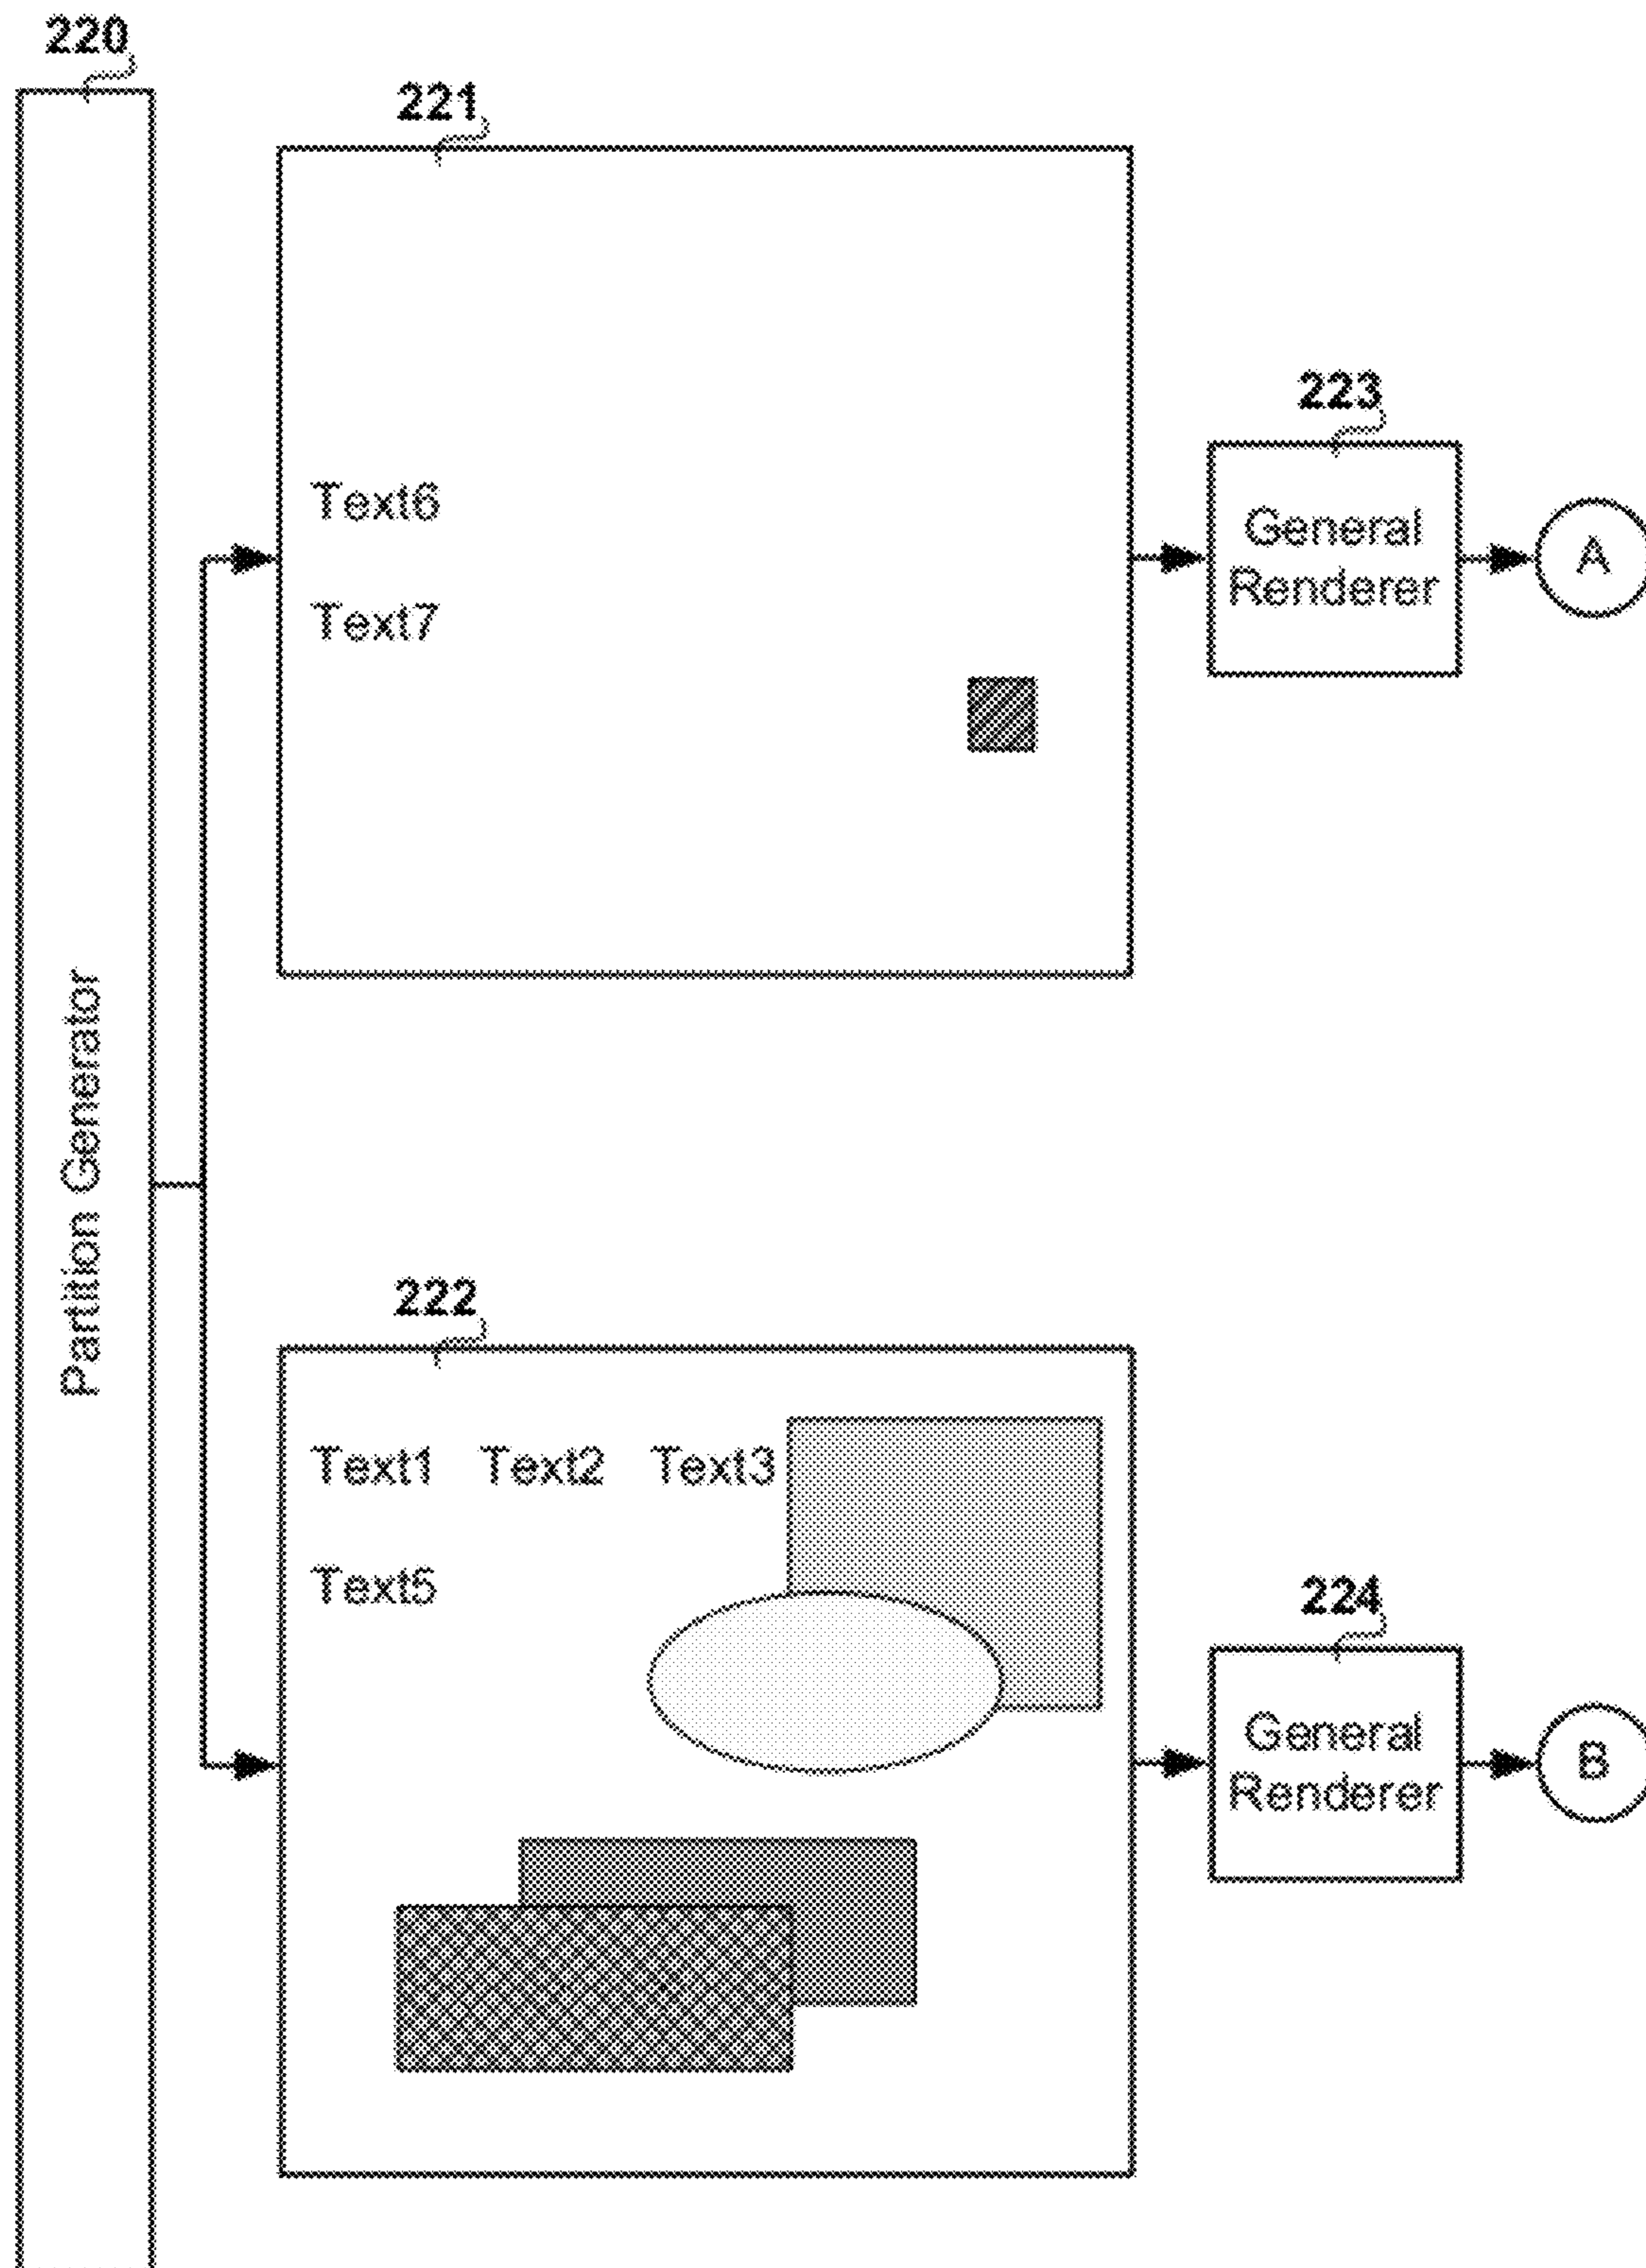 220
Partition Generator
221
Text6
Text7
223
General
Renderer
A
222
Text1 Text2 Text3
Text5
224
General
Renderer
B